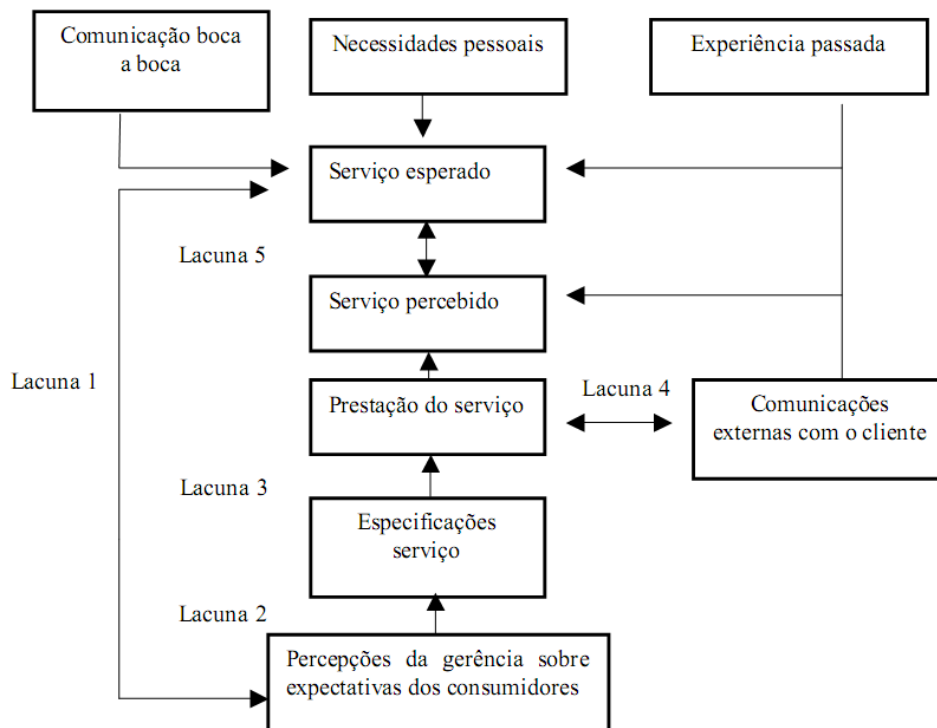 Comunicação boca
a boca
Necessidades pessoais
Experiência passada
Serviço esperado
Lacuna 5
Serviço percebido
Lacuna 1
Prestação do serviço
Lacuna 4
Comunicações
externas com o cliente
Lacuna 3
Especificações
serviço
Lacuna 2
Percepções da gerência sobre
expectativas dos consumidores